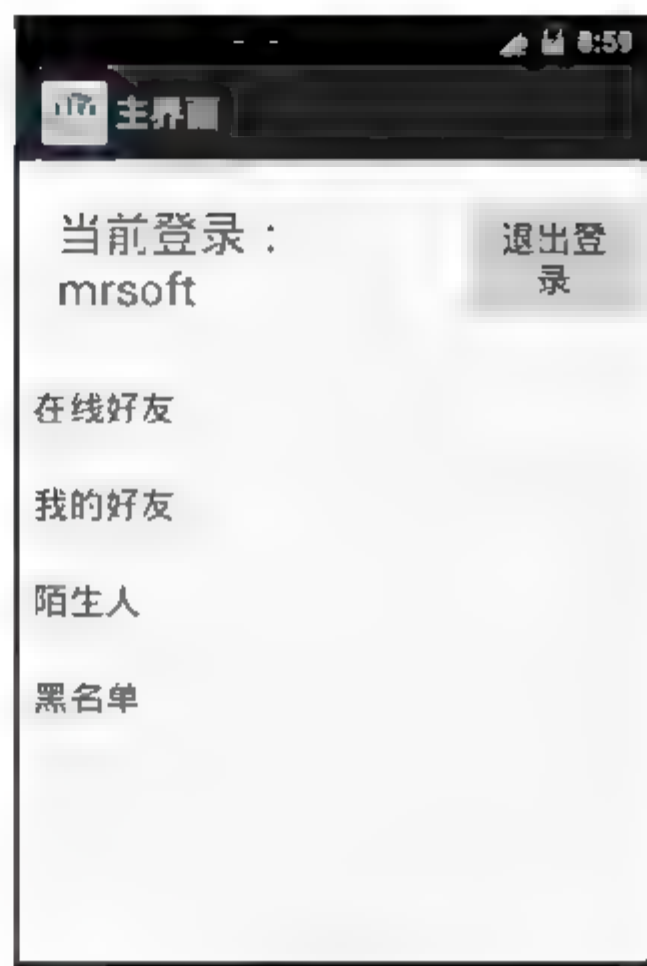 8:59
主界面
当前登录：
mrsoft
退出登
录
在线好友
我的好友
陌生人
黑名单